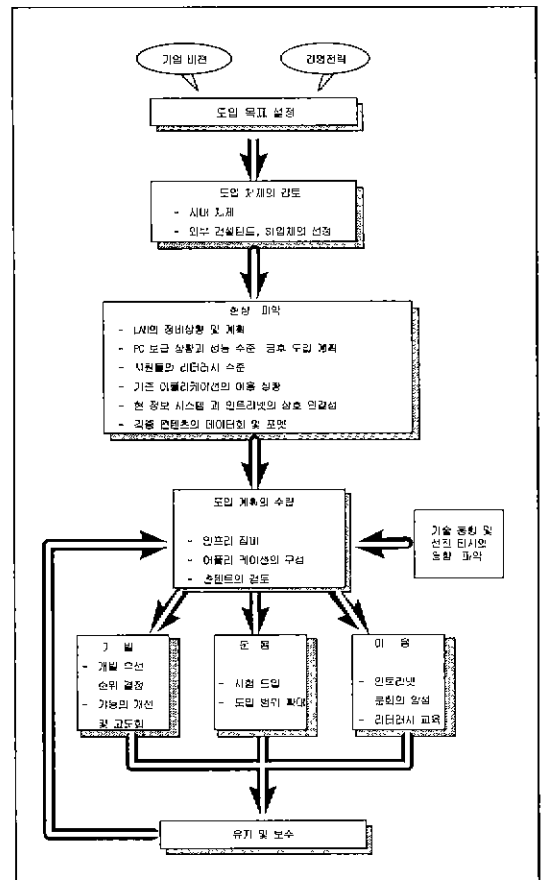 기업 비전
경영전략
도입 목표 설정
도입 체제의 검토
- 사내 체제
- 외부 컨설턴트, SI업체의 선정
현상 파악
- LAN의 정비상황 및 계획
- PC 보급 상황과 성능 수준 금후 도입 계획
- 사원들의 리터러시 수준
- 기존 어플리케이션의 이용 상황
- 현 정보 시스템 과 인트라넷의 상호 연결성
- 각종 컨텐츠의 데이터화 및 포맷
도입 계획의 수립
- 인프라 정비
- 어플리 케이션의 구성
- 콘텐트의 검토
기술 동향 및
선진 타사의
동향 파악
개 발
- 개발 우선
순위 결정
- 기능의 개선
및 고도화
운 용
- 시험 도입
- 도입 범위 확대
이 용
- 인트라넷
문화의 양성
- 리터러시 교육
유지 및 보수